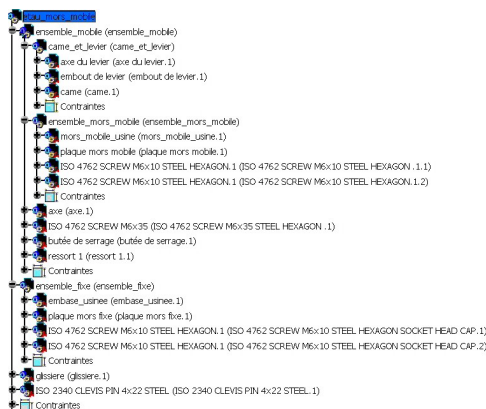 etau_mors_mobile
ensemble_mobile (ensemble_mobile)
came_et_levier (came_et_levier)
axe du levier (axe du levier.1)
embout de levier (embout de levier.1)
came (came.1)
Contraintes
ensemble_mors_mobile (ensemble_mors_mobile)
mors_mobile_usine (mors_mobile_usine.1)
plaque mors mobile (plaque mors mobile.1)
ISO 4762 SCREW M6x10 STEEL HEXAGON.1 (ISO 4762 SCREW M6x10 STEEL HEXAGON .1.1)
ISO 4762 SCREW M6x10 STEEL HEXAGON.1 (ISO 4762 SCREW M6x10 STEEL HEXAGON.1.2)
Contraintes
axe (axe.1)
ISO 4762 SCREW M6x35 (ISO 4762 SCREW M6x35 STEEL HEXAGON .1)
butée de serrage (butée de serrage.1)
ressort 1 (ressort 1.1)
Contraintes
ensemble_fixe (ensemble_fixe)
embase_usinee (embase_usinee.1)
plaque mors fixe (plaque mors fixe.1)
ISO 4762 SCREW M6x10 STEEL HEXAGON.1 (ISO 4762 SCREW M6x10 STEEL HEXAGON SOCKET HEAD CAP.1)
ISO 4762 SCREW M6x10 STEEL HEXAGON.1 (ISO 4762 SCREW M6x10 STEEL HEXAGON SOCKET HEAD CAP.2)
Contraintes
glissiere (glissiere.1)
ISO 2340 CLEVIS PIN 4x22 STEEL (ISO 2340 CLEVIS PIN 4x22 STEEL.1)
Contraintes